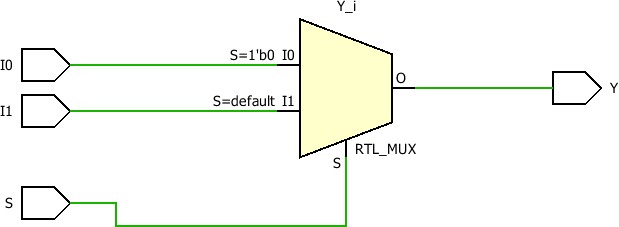 Y_i
I0
S=1'b0 I0
O
Y
I1
S=default I1
RTL_MUX
S
S